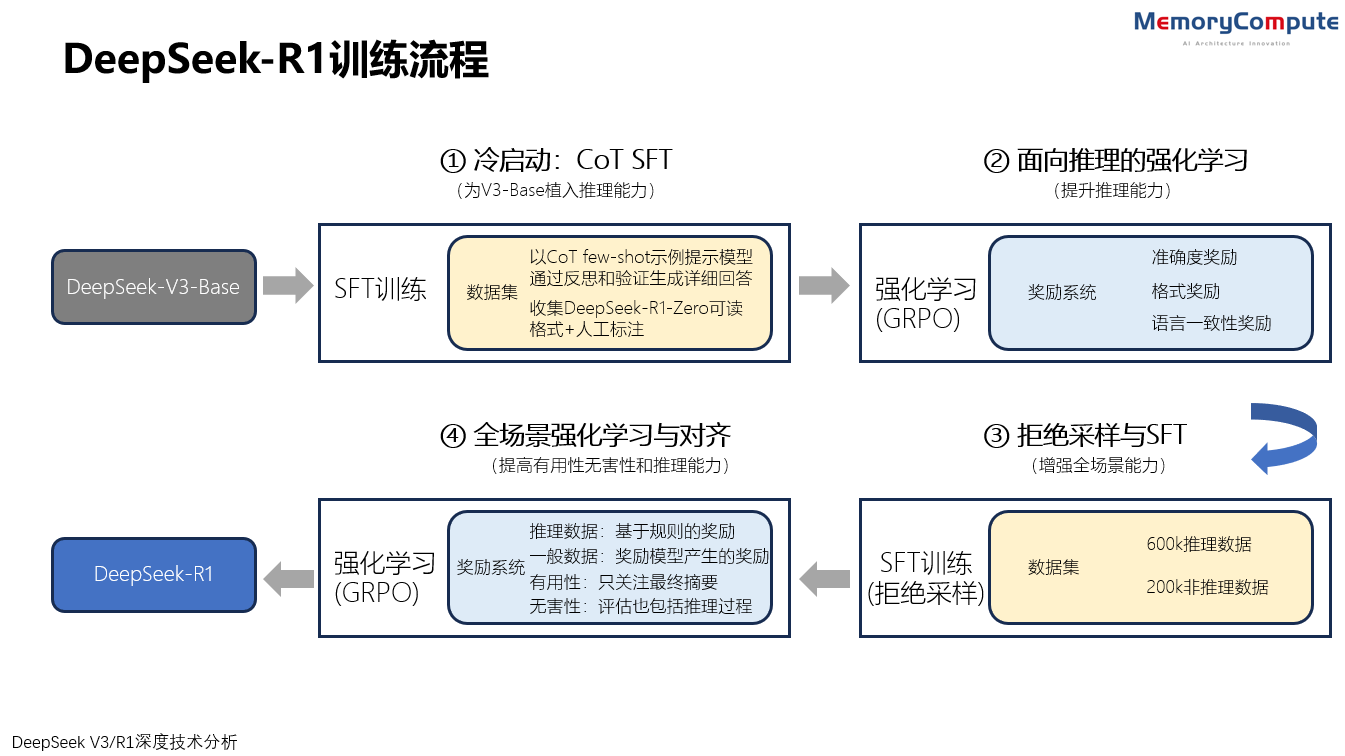 MemoryCompute
AI Architecture Innovation
DeepSeek-R1训练流程
① 冷启动：CoT SFT
（为V3-Base植入推理能力）
② 面向推理的强化学习
（提升推理能力）
DeepSeek-V3-Base
SFT训练
数据集
以CoT few-shot示例提示模型
通过反思和验证生成详细回答
收集DeepSeek-R1-Zero可读
格式+人工标注
强化学习
(GRPO)
奖励系统
准确度奖励
格式奖励
语言一致性奖励
④ 全场景强化学习与对齐
（提高有用性无害性和推理能力）
③ 拒绝采样与SFT
（增强全场景能力）
DeepSeek-R1
强化学习
(GRPO)
奖励系统
推理数据：基于规则的奖励
一般数据：奖励模型产生的奖励
有用性：只关注最终摘要
无害性：评估也包括推理过程
SFT训练
(拒绝采样)
数据集
600k推理数据
200k非推理数据
DeepSeek V3/R1深度技术分析